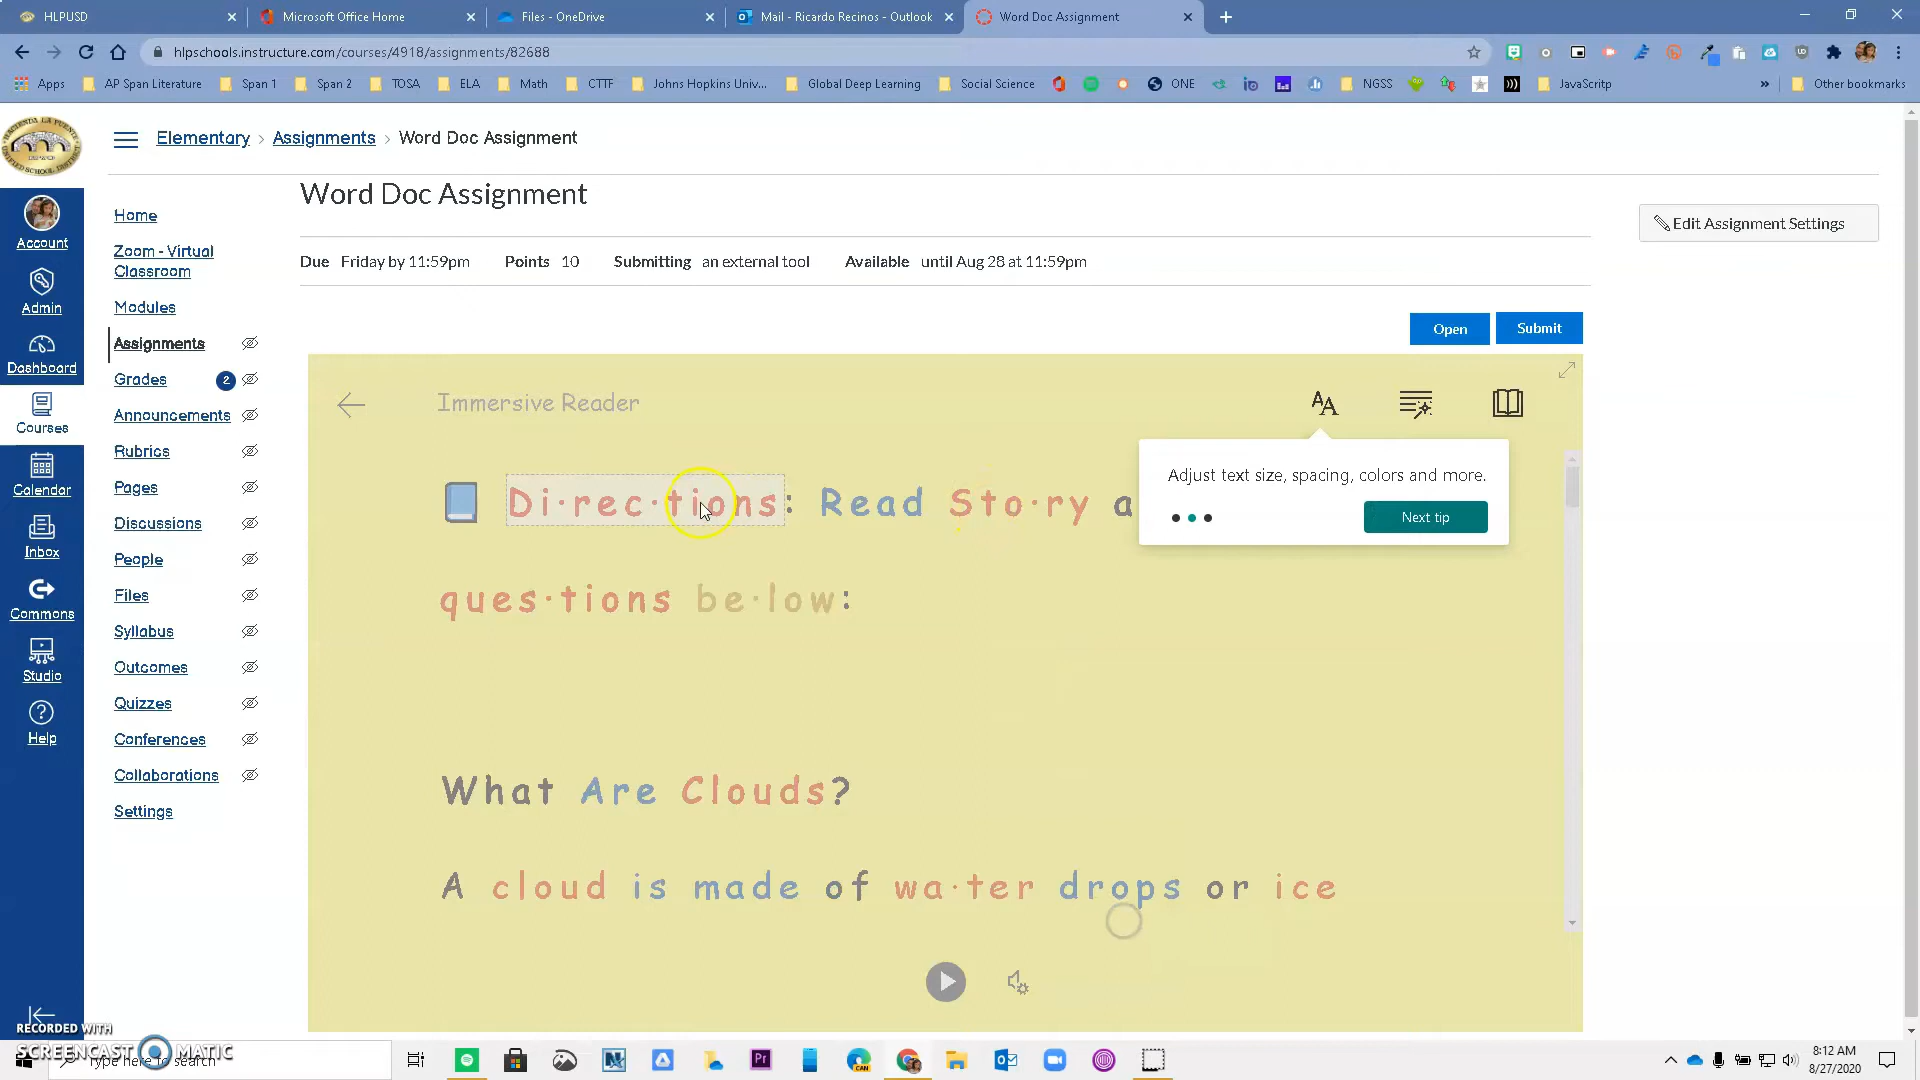 HLPUSD
Microsoft Office Home
Files - OneDrive
Mail - Ricardo Recinos - Outlook
Word Doc Assignment
hlpschools.instructure.com/courses/4918/assignments/82688
Apps
AP Span Literature
Span 1
Span 2
TOSA
ELA
Math
CTTF
Johns Hopkins Univ...
Global Deep Learning
Social Science
ONE
NGSS
JavaScritp
»
Other bookmarks
Elementary › Assignments › Word Doc Assignment
Word Doc Assignment
Edit Assignment Settings
Due Friday by 11:59pm Points 10 Submitting an external tool Available until Aug 28 at 11:59pm
Open
Submit
Account
Admin
Dashboard
Courses
Calendar
Inbox
Commons
Studio
Help
Home
Zoom - Virtual
Classroom
Modules
Assignments
Grades 2
Announcements
Rubrics
Pages
Discussions
People
Files
Syllabus
Outcomes
Quizzes
Conferences
Collaborations
Settings
Immersive Reader
Adjust text size, spacing, colors and more.
Next tip
Di·rec·tions: Read Sto·ry a
ques·tions be·low:
What Are Clouds?
A cloud is made of wa·ter drops or ice
RECORDED WITH
SCREENCAST MATIC
Type here to search
8:12 AM
8/27/2020